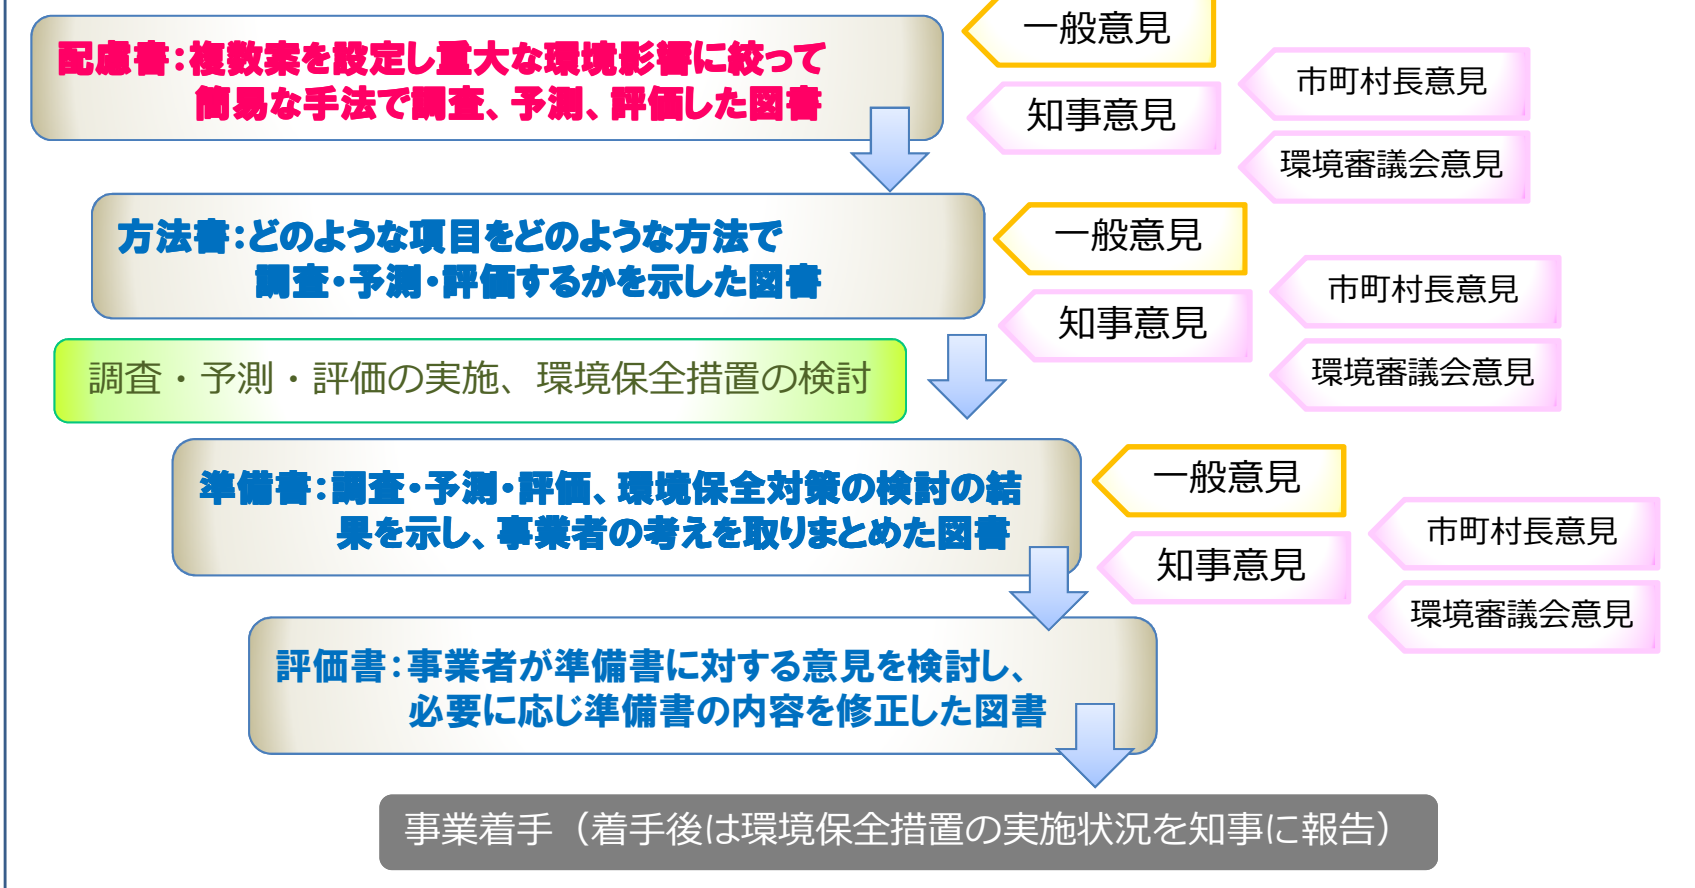 配慮書:複数案を設定し重大な環境影響に絞って
簡易な手法で調査、予測、評価した図書
一般意見
知事意見
市町村長意見
環境審議会意見
方法書:どのような項目をどのような方法で
調査・予測・評価するかを示した図書
一般意見
知事意見
市町村長意見
環境審議会意見
調査・予測・評価の実施、環境保全措置の検討
準備書:調査・予測・評価、環境保全対策の検討の結
果を示し、事業者の考えを取りまとめた図書
一般意見
知事意見
市町村長意見
環境審議会意見
評価書:事業者が準備書に対する意見を検討し、
必要に応じ準備書の内容を修正した図書
事業着手（着手後は環境保全措置の実施状況を知事に報告）